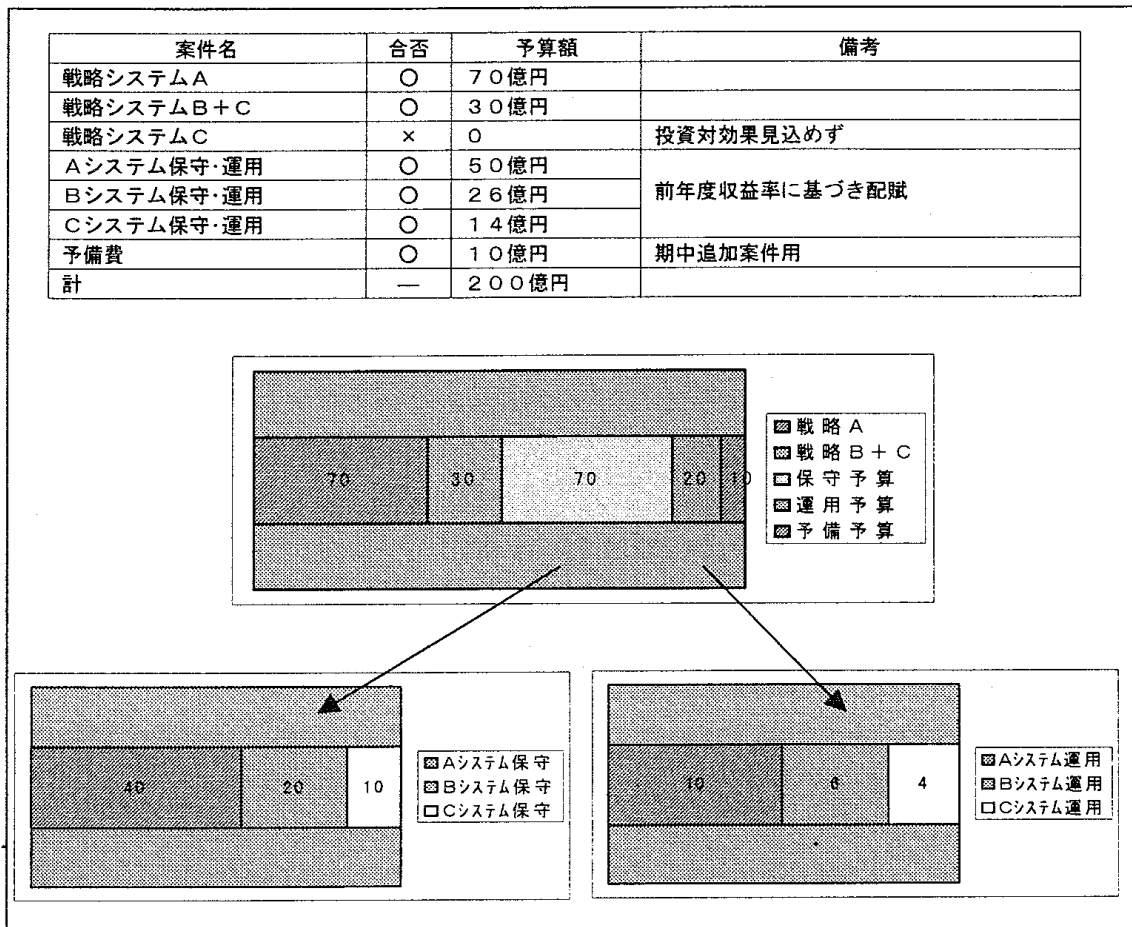 案件名 合否 予算額 備考
戦略システムA ○ 70億円
戦略システムB+C ○ 30億円
戦略システムC × 0 投資対効果見込めず
Aシステム保守・運用 ○ 50億円
Bシステム保守・運用 ○ 26億円 前年度収益率に基づき配賦
Cシステム保守・運用 ○ 14億円
予備費 ○ 10億円 期中追加案件用
計 — 200億円
70 30 70 20 10
戦略A
戦略B+C
保守予算
運用予算
予備予算
40 20 10
Aシステム保守
Bシステム保守
Cシステム保守
10 6 4
Aシステム運用
Bシステム運用
Cシステム運用